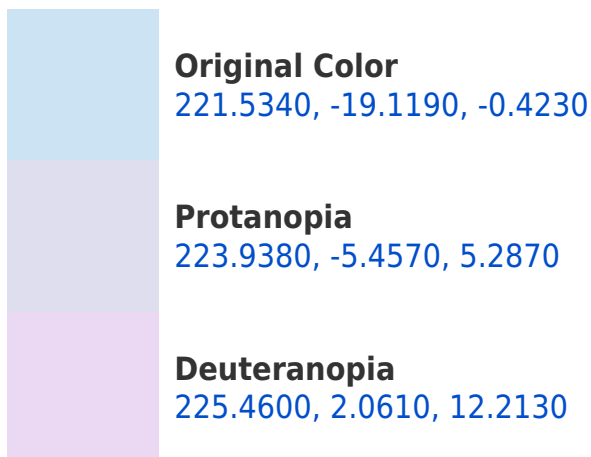 Original Color
221.5340, -19.1190, -0.4230
Protanopia
223.9380, -5.4570, 5.2870
Deuteranopia
225.4600, 2.0610, 12.2130